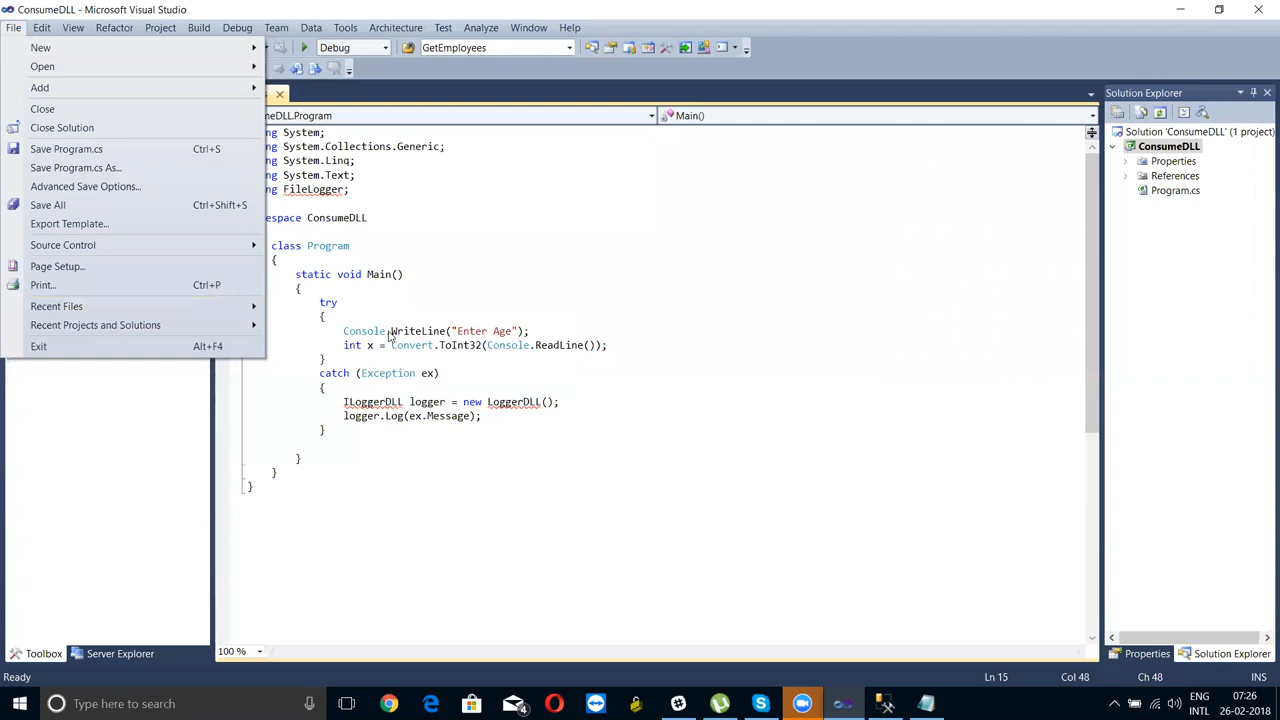 ConsumeDLL - Microsoft Visual Studio
File Edit View Refactor Project Build Debug Team Data Tools Architecture Test Analyze Window Help
Debug GetEmployees
New
Open
Add
Close
Close Solution
Save Program.cs Ctrl+S
Save Program.cs As...
Advanced Save Options...
Save All Ctrl+Shift+S
Export Template...
Source Control
Page Setup...
Print... Ctrl+P
Recent Files
Recent Projects and Solutions
Exit Alt+F4
meDLL.Program Main()
ng System;
ng System.Collections.Generic;
ng System.Linq;
ng System.Text;
ng FileLogger;
espace ConsumeDLL
class Program
{
static void Main()
{
try
{
Console.WriteLine("Enter Age");
int x = Convert.ToInt32(Console.ReadLine());
}
catch (Exception ex)
{
ILoggerDLL logger = new LoggerDLL();
logger.Log(ex.Message);
}
}
}
}
Solution Explorer
Solution 'ConsumeDLL' (1 project)
ConsumeDLL
Properties
References
Program.cs
100 %
Toolbox Server Explorer
Properties Solution Explorer
Ready Ln 15 Col 48 Ch 48 INS
Type here to search
4
ENG
INTL
07:26
26-02-2018